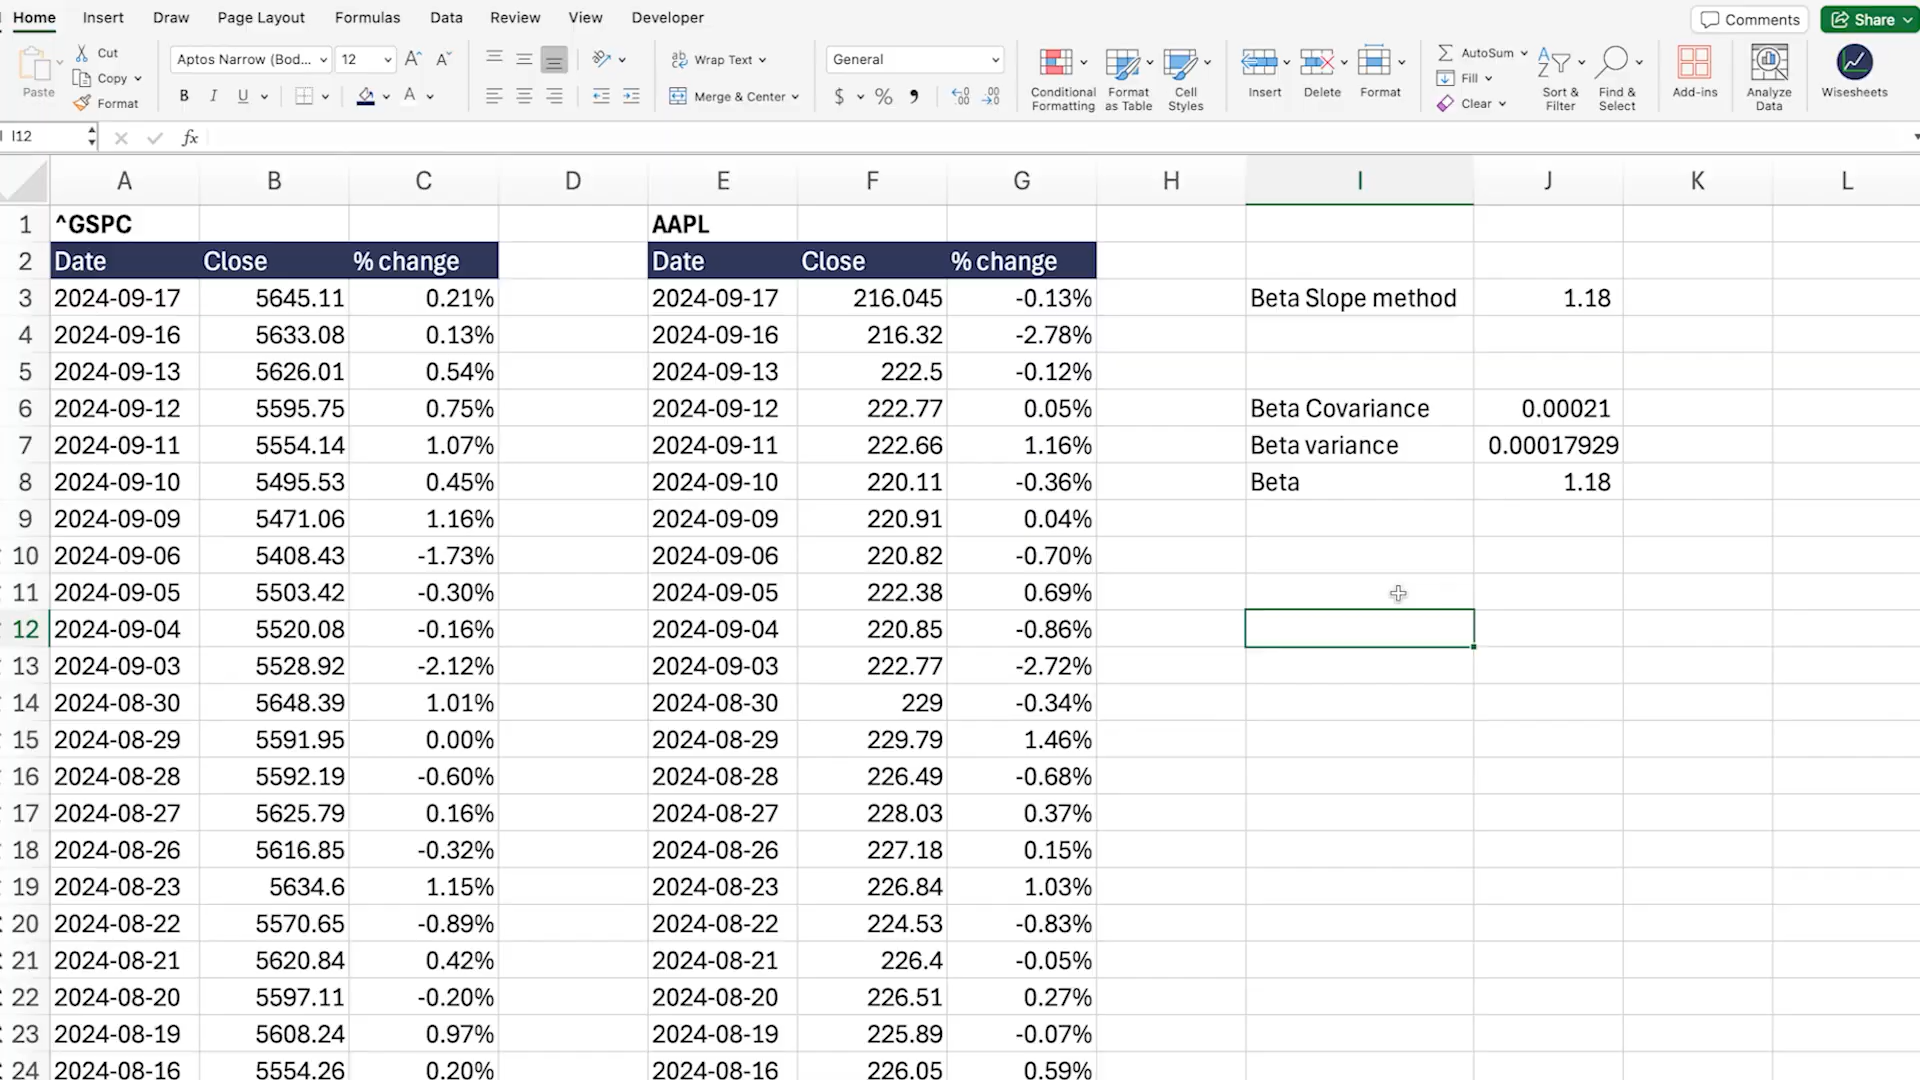 Home Insert Draw Page Layout Formulas Data Review View Developer Comments Share
Paste Cut Copy Format
Aptos Narrow (Bod... 12
B I U A
Wrap Text
Merge & Center
General
$ % ,
Conditional Formatting
Format as Table
Cell Styles
Insert Delete Format
AutoSum
Fill
Clear
Sort & Filter
Find & Select
Add-ins
Analyze Data
Wisesheets
I12 fx
A B C D E F G H I J K L
1 ^GSPC AAPL
2 Date Close % change Date Close % change
3 2024-09-17 5645.11 0.21% 2024-09-17 216.045 -0.13% Beta Slope method 1.18
4 2024-09-16 5633.08 0.13% 2024-09-16 216.32 -2.78%
5 2024-09-13 5626.01 0.54% 2024-09-13 222.5 -0.12%
6 2024-09-12 5595.75 0.75% 2024-09-12 222.77 0.05% Beta Covariance 0.00021
7 2024-09-11 5554.14 1.07% 2024-09-11 222.66 1.16% Beta variance 0.00017929
8 2024-09-10 5495.53 0.45% 2024-09-10 220.11 -0.36% Beta 1.18
9 2024-09-09 5471.06 1.16% 2024-09-09 220.91 0.04%
10 2024-09-06 5408.43 -1.73% 2024-09-06 220.82 -0.70%
11 2024-09-05 5503.42 -0.30% 2024-09-05 222.38 0.69%
12 2024-09-04 5520.08 -0.16% 2024-09-04 220.85 -0.86%
13 2024-09-03 5528.92 -2.12% 2024-09-03 222.77 -2.72%
14 2024-08-30 5648.39 1.01% 2024-08-30 229 -0.34%
15 2024-08-29 5591.95 0.00% 2024-08-29 229.79 1.46%
16 2024-08-28 5592.19 -0.60% 2024-08-28 226.49 -0.68%
17 2024-08-27 5625.79 0.16% 2024-08-27 228.03 0.37%
18 2024-08-26 5616.85 -0.32% 2024-08-26 227.18 0.15%
19 2024-08-23 5634.6 1.15% 2024-08-23 226.84 1.03%
20 2024-08-22 5570.65 -0.89% 2024-08-22 224.53 -0.83%
21 2024-08-21 5620.84 0.42% 2024-08-21 226.4 -0.05%
22 2024-08-20 5597.11 -0.20% 2024-08-20 226.51 0.27%
23 2024-08-19 5608.24 0.97% 2024-08-19 225.89 -0.07%
24 2024-08-16 5554.26 0.20% 2024-08-16 226.05 0.59%